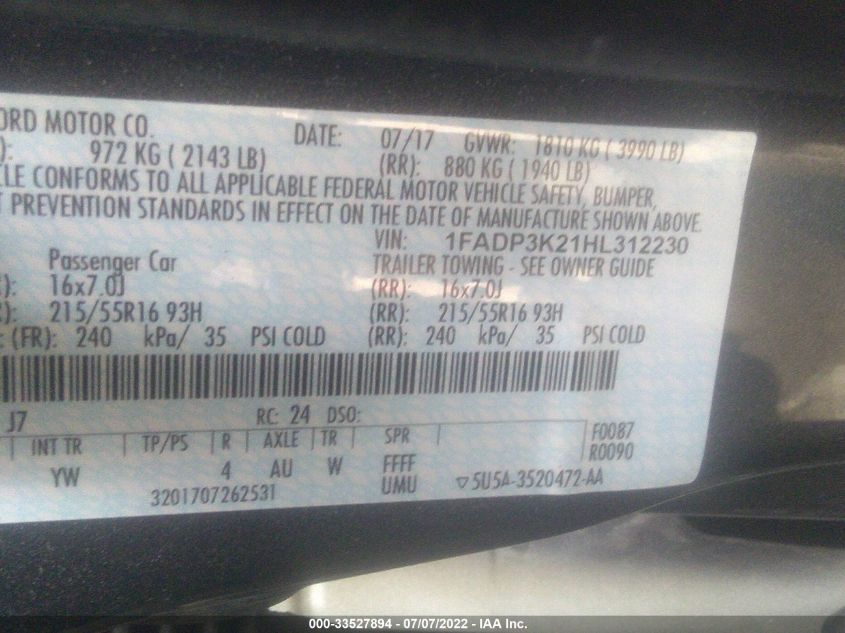 ORD MOTOR CO. DATE: 07/17 GVWR: 1810 KG ( 3990 LB)
): 972 KG ( 2143 LB) (RR): 880 KG ( 1940 LB)
CLE CONFORMS TO ALL APPLICABLE FEDERAL MOTOR VEHICLE SAFETY, BUMPER,
T PREVENTION STANDARDS IN EFFECT ON THE DATE OF MANUFACTURE SHOWN ABOVE.
VIN: 1FADP3K21HL312230
Passenger Car TRAILER TOWING - SEE OWNER GUIDE
): 16x7.0J (RR): 16x7.0J
R): 215/55R16 93H (RR): 215/55R16 93H
: (FR): 240 kPa/ 35 PSI COLD (RR): 240 kPa/ 35 PSI COLD
J7 RC: 24 DSO:
INT TR TP/PS R AXLE TR SPR F0087
YW 4 AU W FFFF R0090
3201707262531 UMU ▽5U5A-3520472-AA
000-33527894 - 07/07/2022 - IAA Inc.